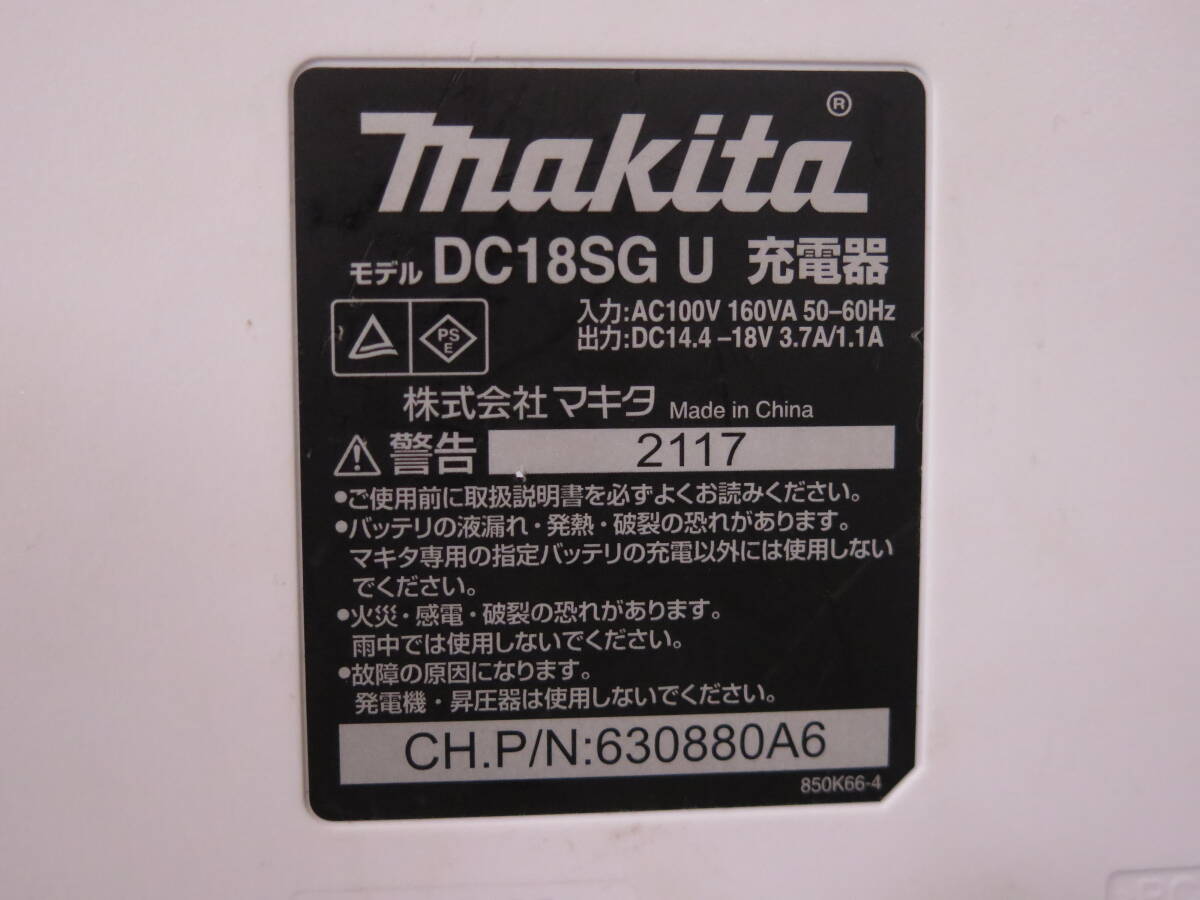 makita®
モデル DC18SG U 充電器
入力:AC100V 160VA 50–60Hz
出力:DC14.4 –18V 3.7A/1.1A
PS
E
株式会社マキタ Made in China
警告 2117
•ご使用前に取扱説明書を必ずよくお読みください。
•バッテリの液漏れ・発熱・破裂の恐れがあります。
マキタ専用の指定バッテリの充電以外には使用しない
でください。
•火災・感電・破裂の恐れがあります。
雨中では使用しないでください。
•故障の原因になります。
発電機・昇圧器は使用しないでください。
CH.P/N:630880A6
850K66-4